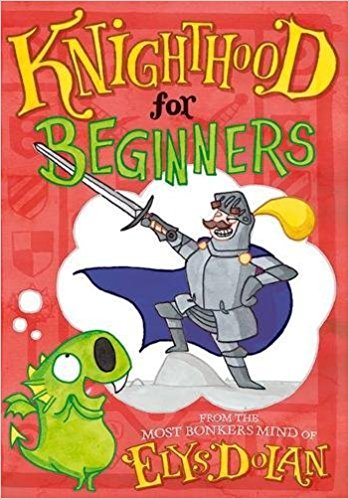 KNIGHTHOOD
for
BEGINNERS
FROM THE
MOST BONKERS MIND OF
ELYS DOLAN